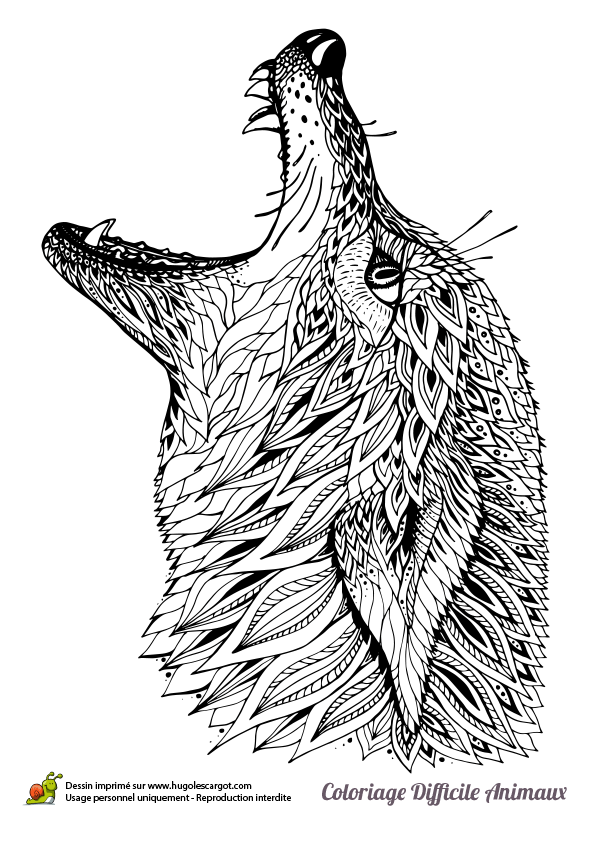 Dessin imprimé sur www.hugolescargot.com
Usage personnel uniquement - Reproduction interdite
Coloriage Difficile Animaux